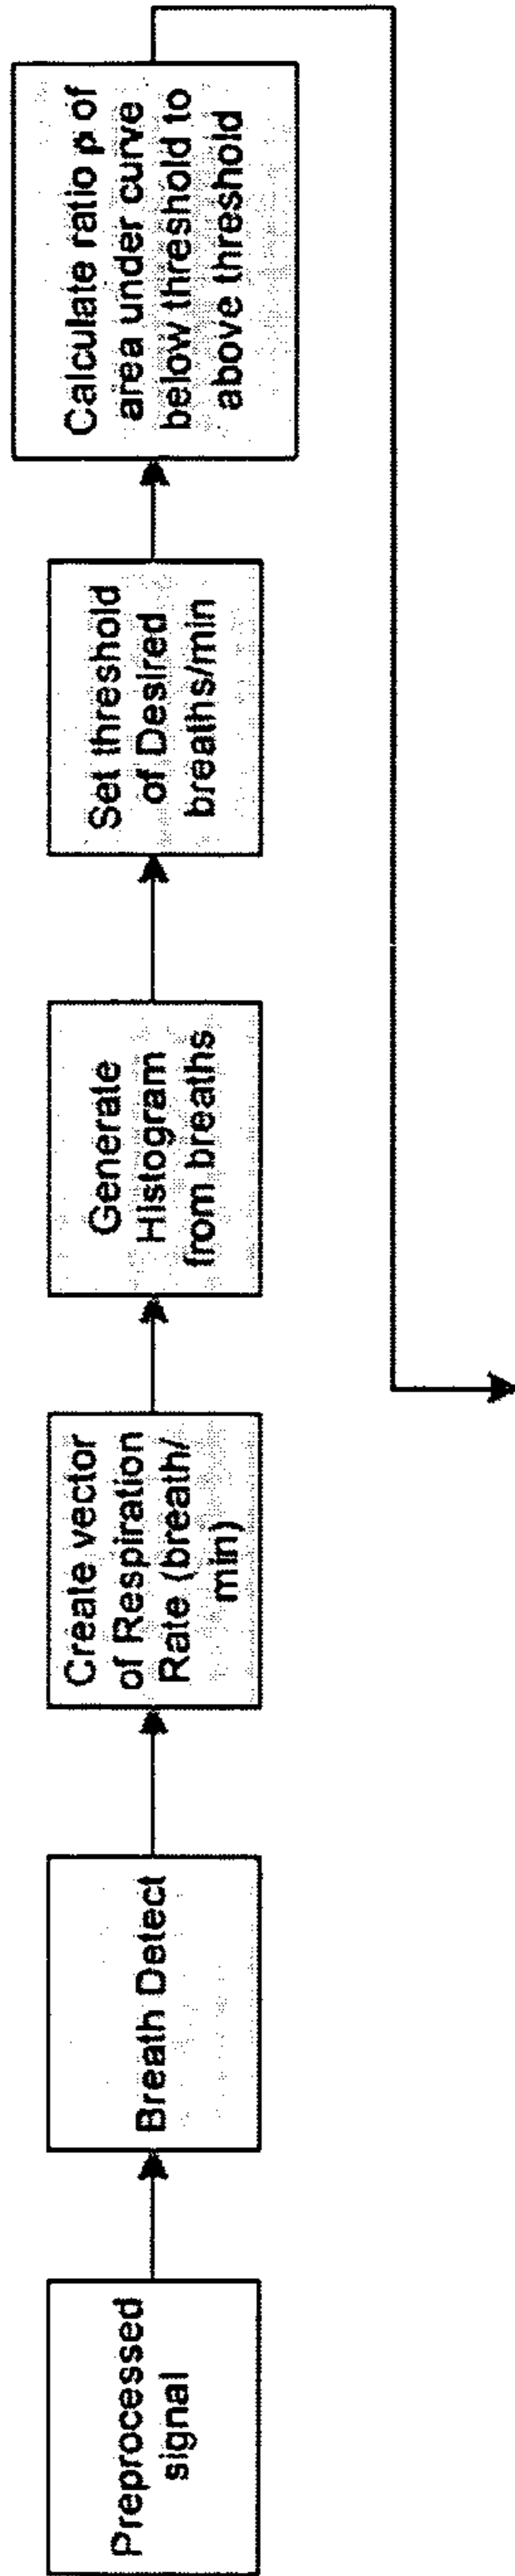 Preprocessed
signal
Breath Detect
Create vector
of Respiration
Rate (breath/
min)
Generate
Histogram
from breaths
Set threshold
of Desired
breaths/min
Calculate ratio p of
area under curve
below threshold to
above threshold